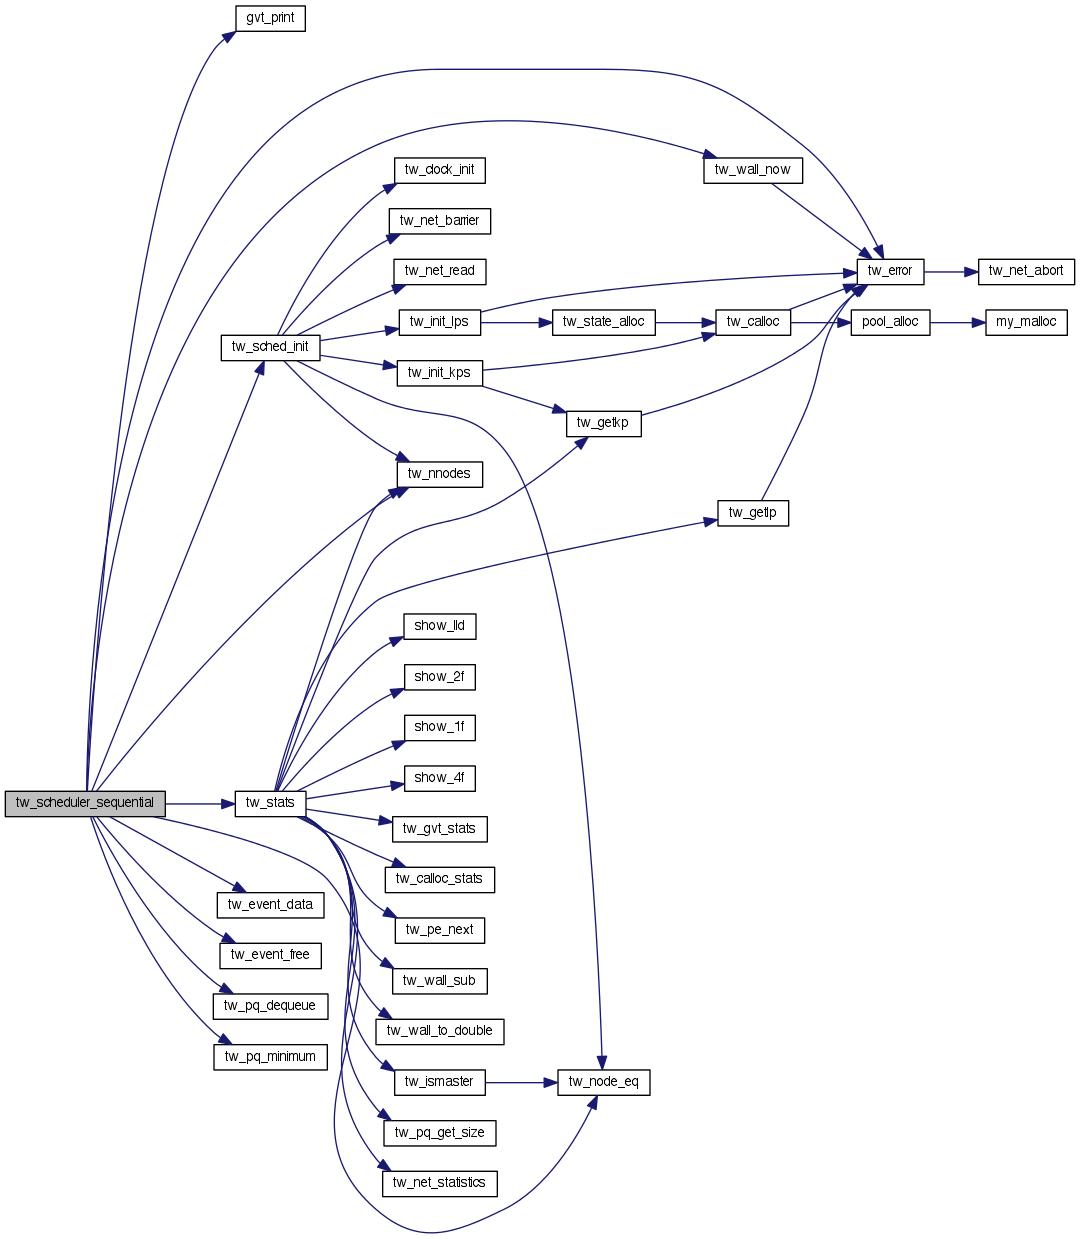 gvt_print
tw_wall_now
tw_clock_init
tw_net_barrier
tw_net_read
tw_error
tw_net_abort
tw_init_lps
tw_state_alloc
tw_calloc
pool_alloc
my_malloc
tw_sched_init
tw_init_kps
tw_getkp
tw_nnodes
tw_getlp
show_lld
show_2f
show_1f
show_4f
tw_scheduler_sequential
tw_stats
tw_gvt_stats
tw_calloc_stats
tw_event_data
tw_pe_next
tw_event_free
tw_wall_sub
tw_pq_dequeue
tw_wall_to_double
tw_pq_minimum
tw_ismaster
tw_node_eq
tw_pq_get_size
tw_net_statistics